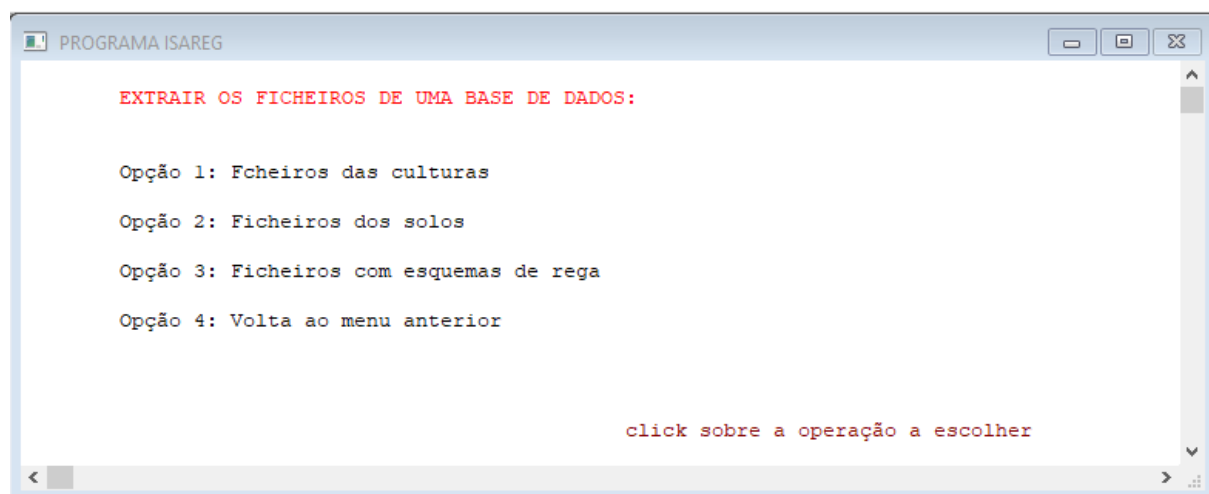 PROGRAMA ISAREG
EXTRAIR OS FICHEIROS DE UMA BASE DE DADOS:
Opção 1: Fcheiros das culturas
Opção 2: Ficheiros dos solos
Opção 3: Ficheiros com esquemas de rega
Opção 4: Volta ao menu anterior
click sobre a operação a escolher